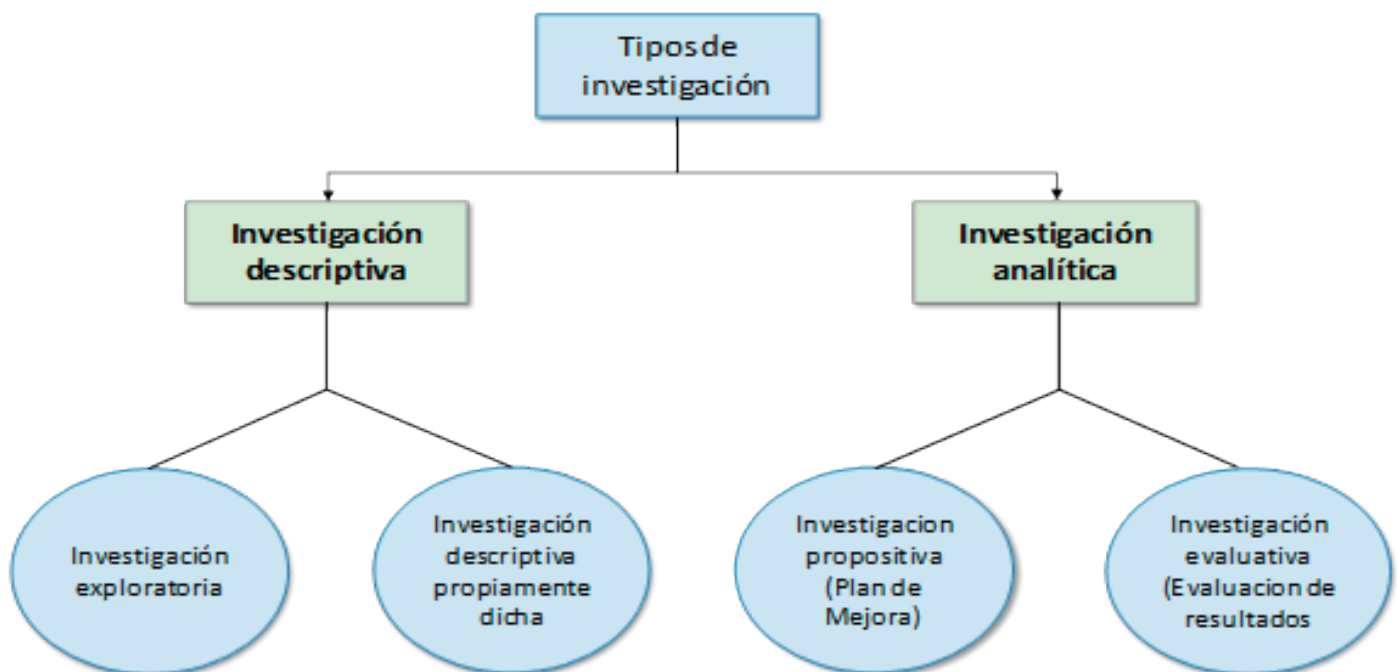 Tipos de
investigación
Investigación
descriptiva
Investigación
analítica
Investigación
exploratoria
Investigación
descriptiva
propiamente
dicha
Investigacion
propositiva
(Plan de
Mejora)
Investigación
evaluativa
(Evaluacion de
resultados